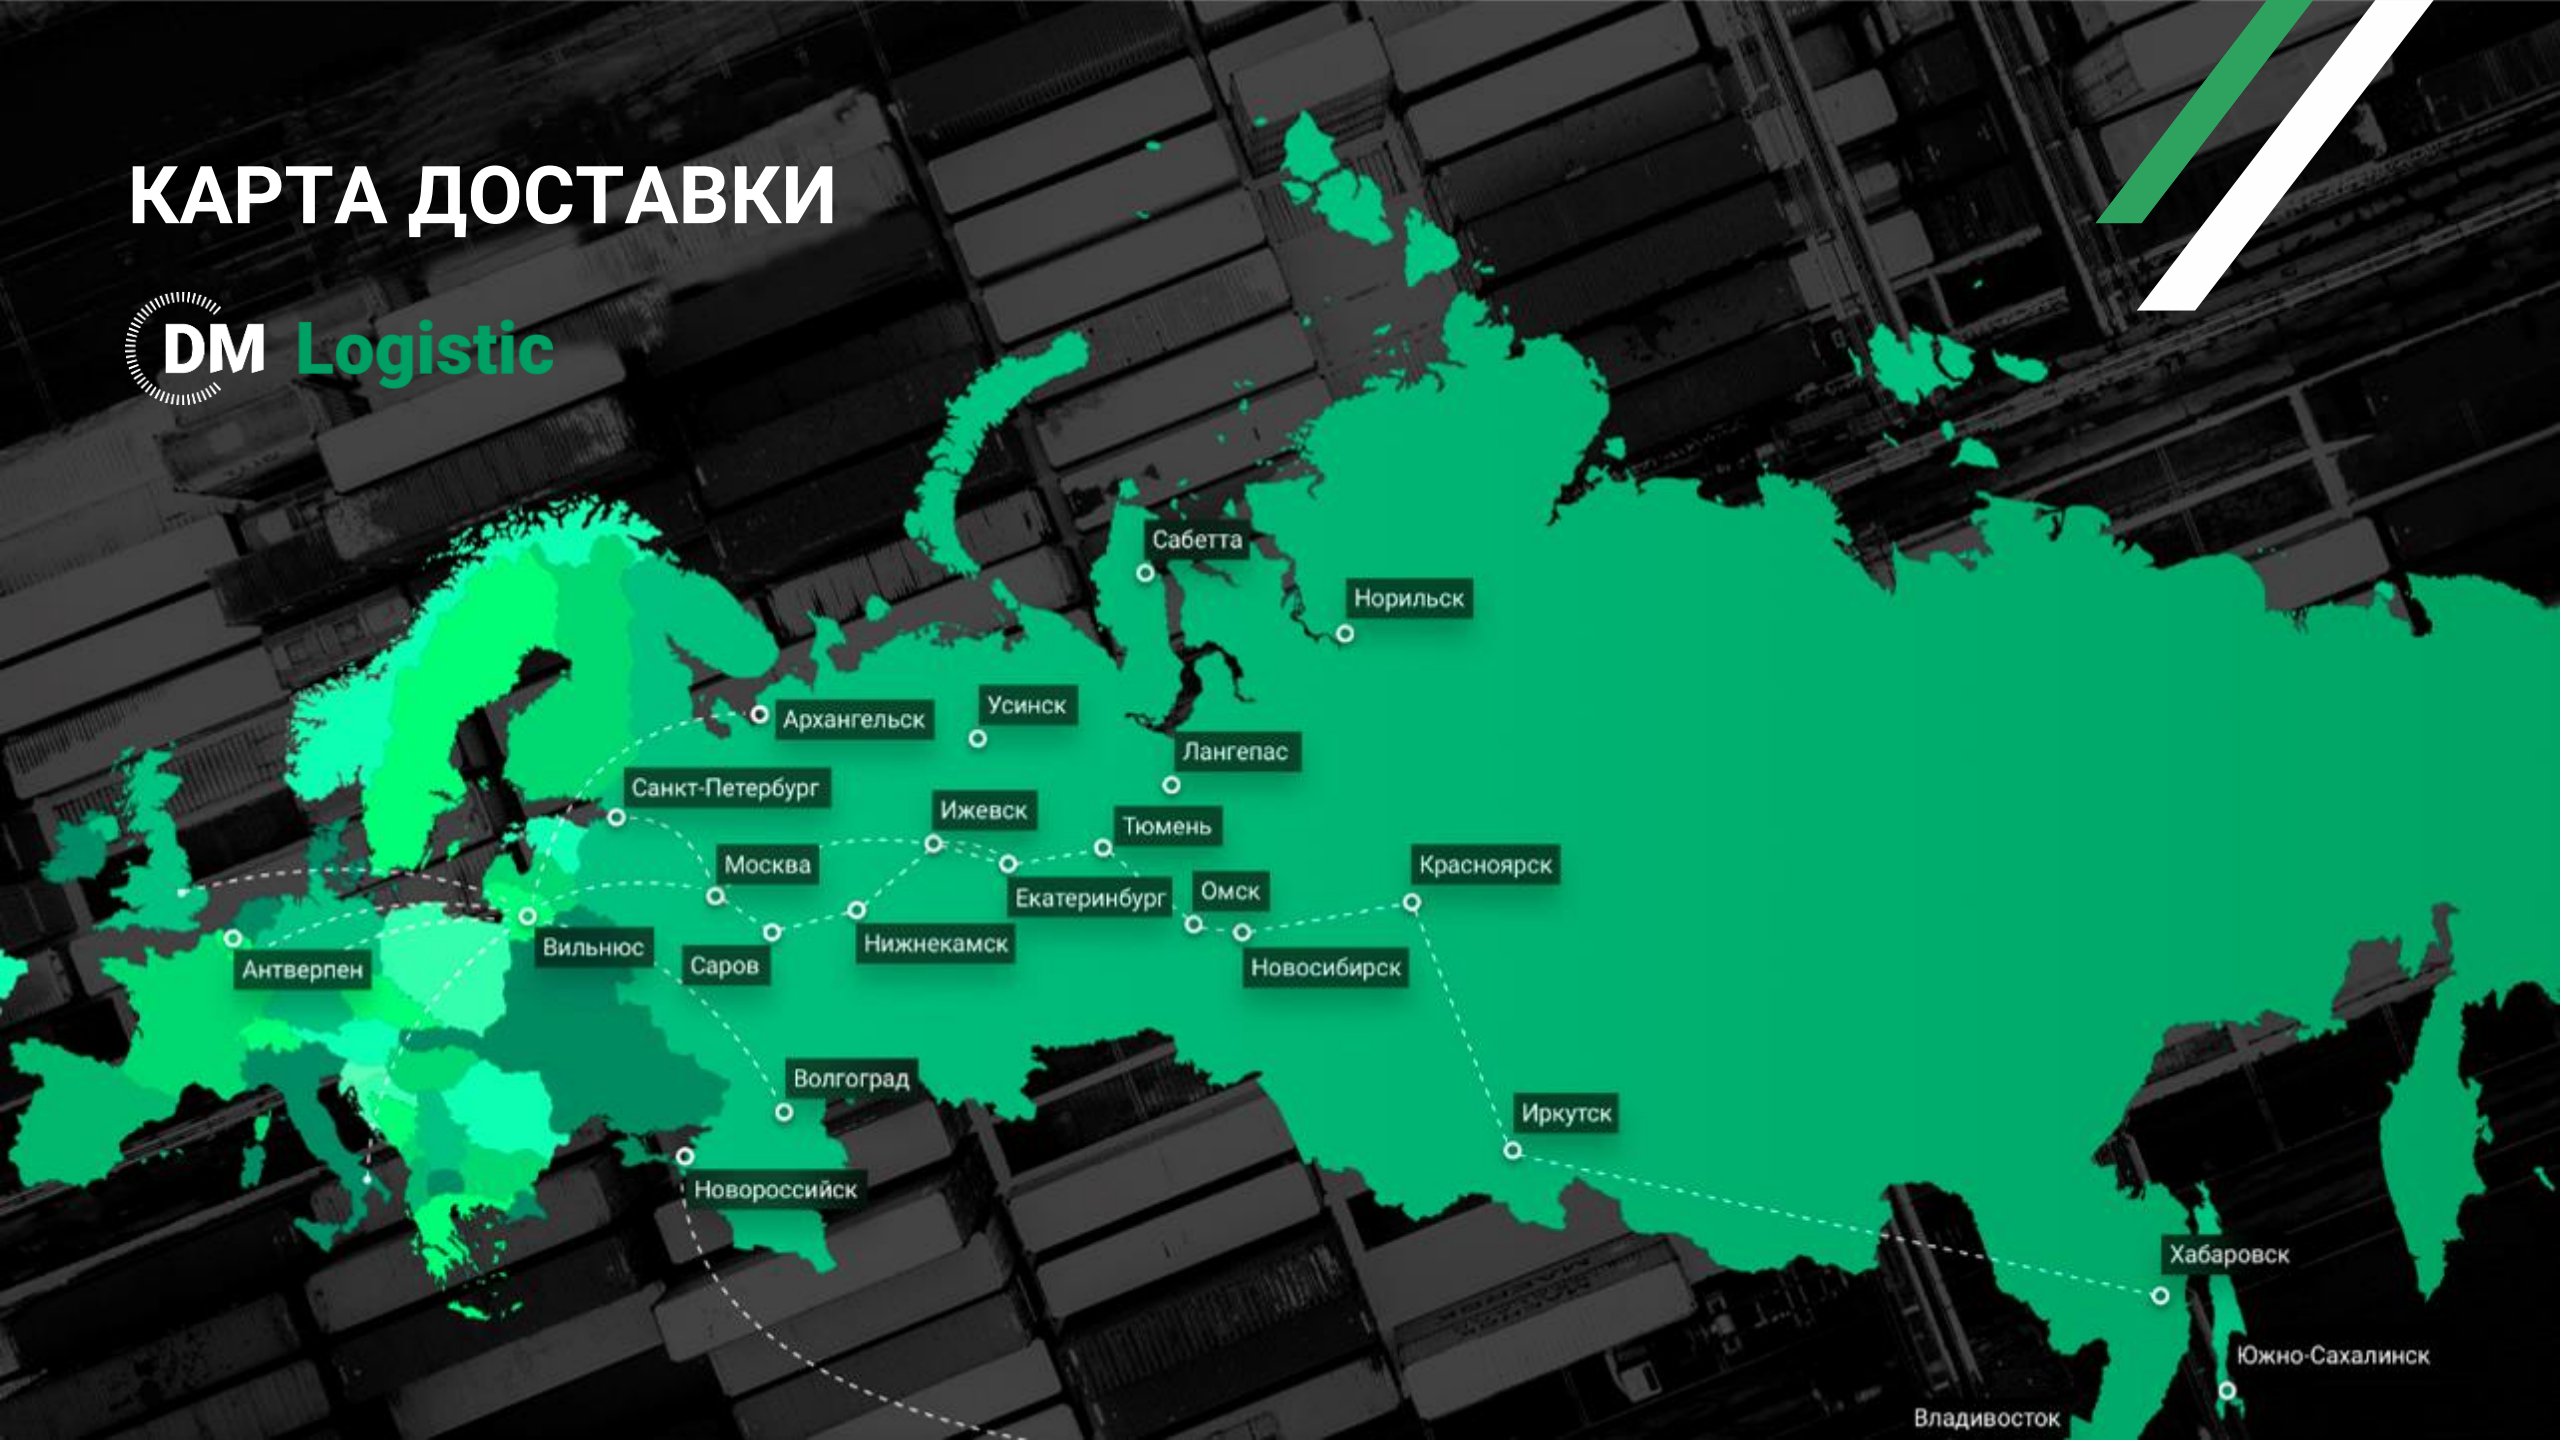 КАРТА ДОСТАВКИ
DM Logistic
Сабетта
Норильск
Усинск
Архангельск
Лангепас
Санкт-Петербург
Ижевск
Тюмень
Москва
Красноярск
Екатеринбург
Омск
Вильнюс
Нижнекамск
Саров
Антверпен
Новосибирск
Волгоград
Иркутск
Новороссийск
Хабаровск
Южно-Сахалинск
Владивосток